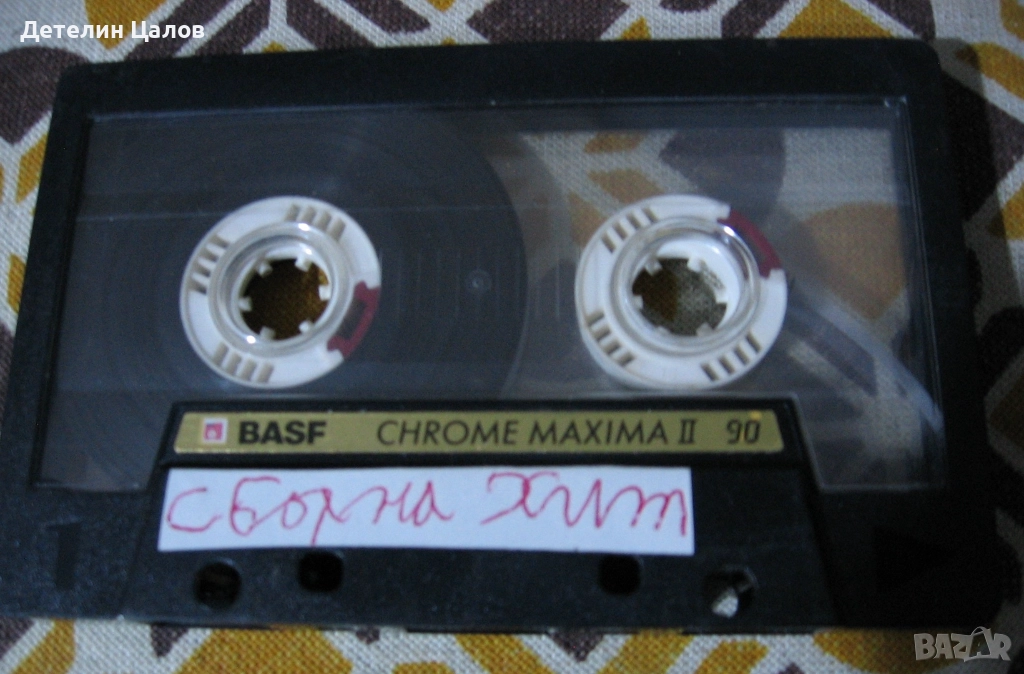 Детелин Цалов
BASF CHROME MAXIMA II 90
сборна хит
1
BAZAR